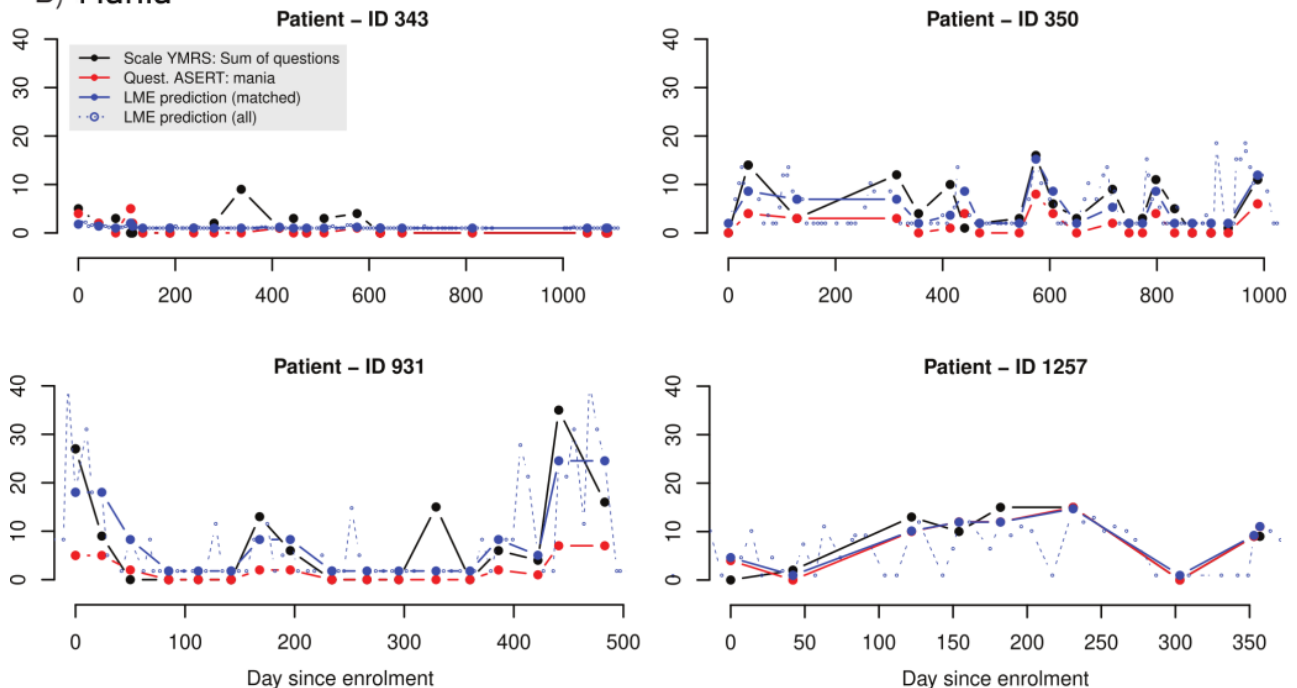 Patient – ID 343
40
30
20
10
0
Scale YMRS: Sum of questions
Quest. ASERT: mania
LME prediction (matched)
LME prediction (all)
0 200 400 600 800 1000
Patient – ID 350
40
30
20
10
0
0 200 400 600 800 1000
Patient – ID 931
40
30
20
10
0
0 100 200 300 400 500
Day since enrolment
Patient – ID 1257
40
30
20
10
0
0 50 100 150 200 250 300 350
Day since enrolment